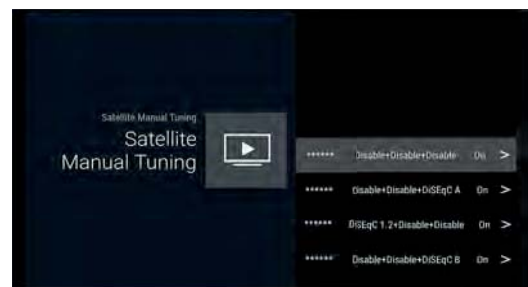 Satellite Manual Tuning
Satellite
Manual Tuning
****** Disable+Disable+Disable On >
****** Disable+Disable+DiSEqC A On >
****** DiSEqC 1.2+Disable+Disable On >
****** Disable+Disable+DiSEqC B On >